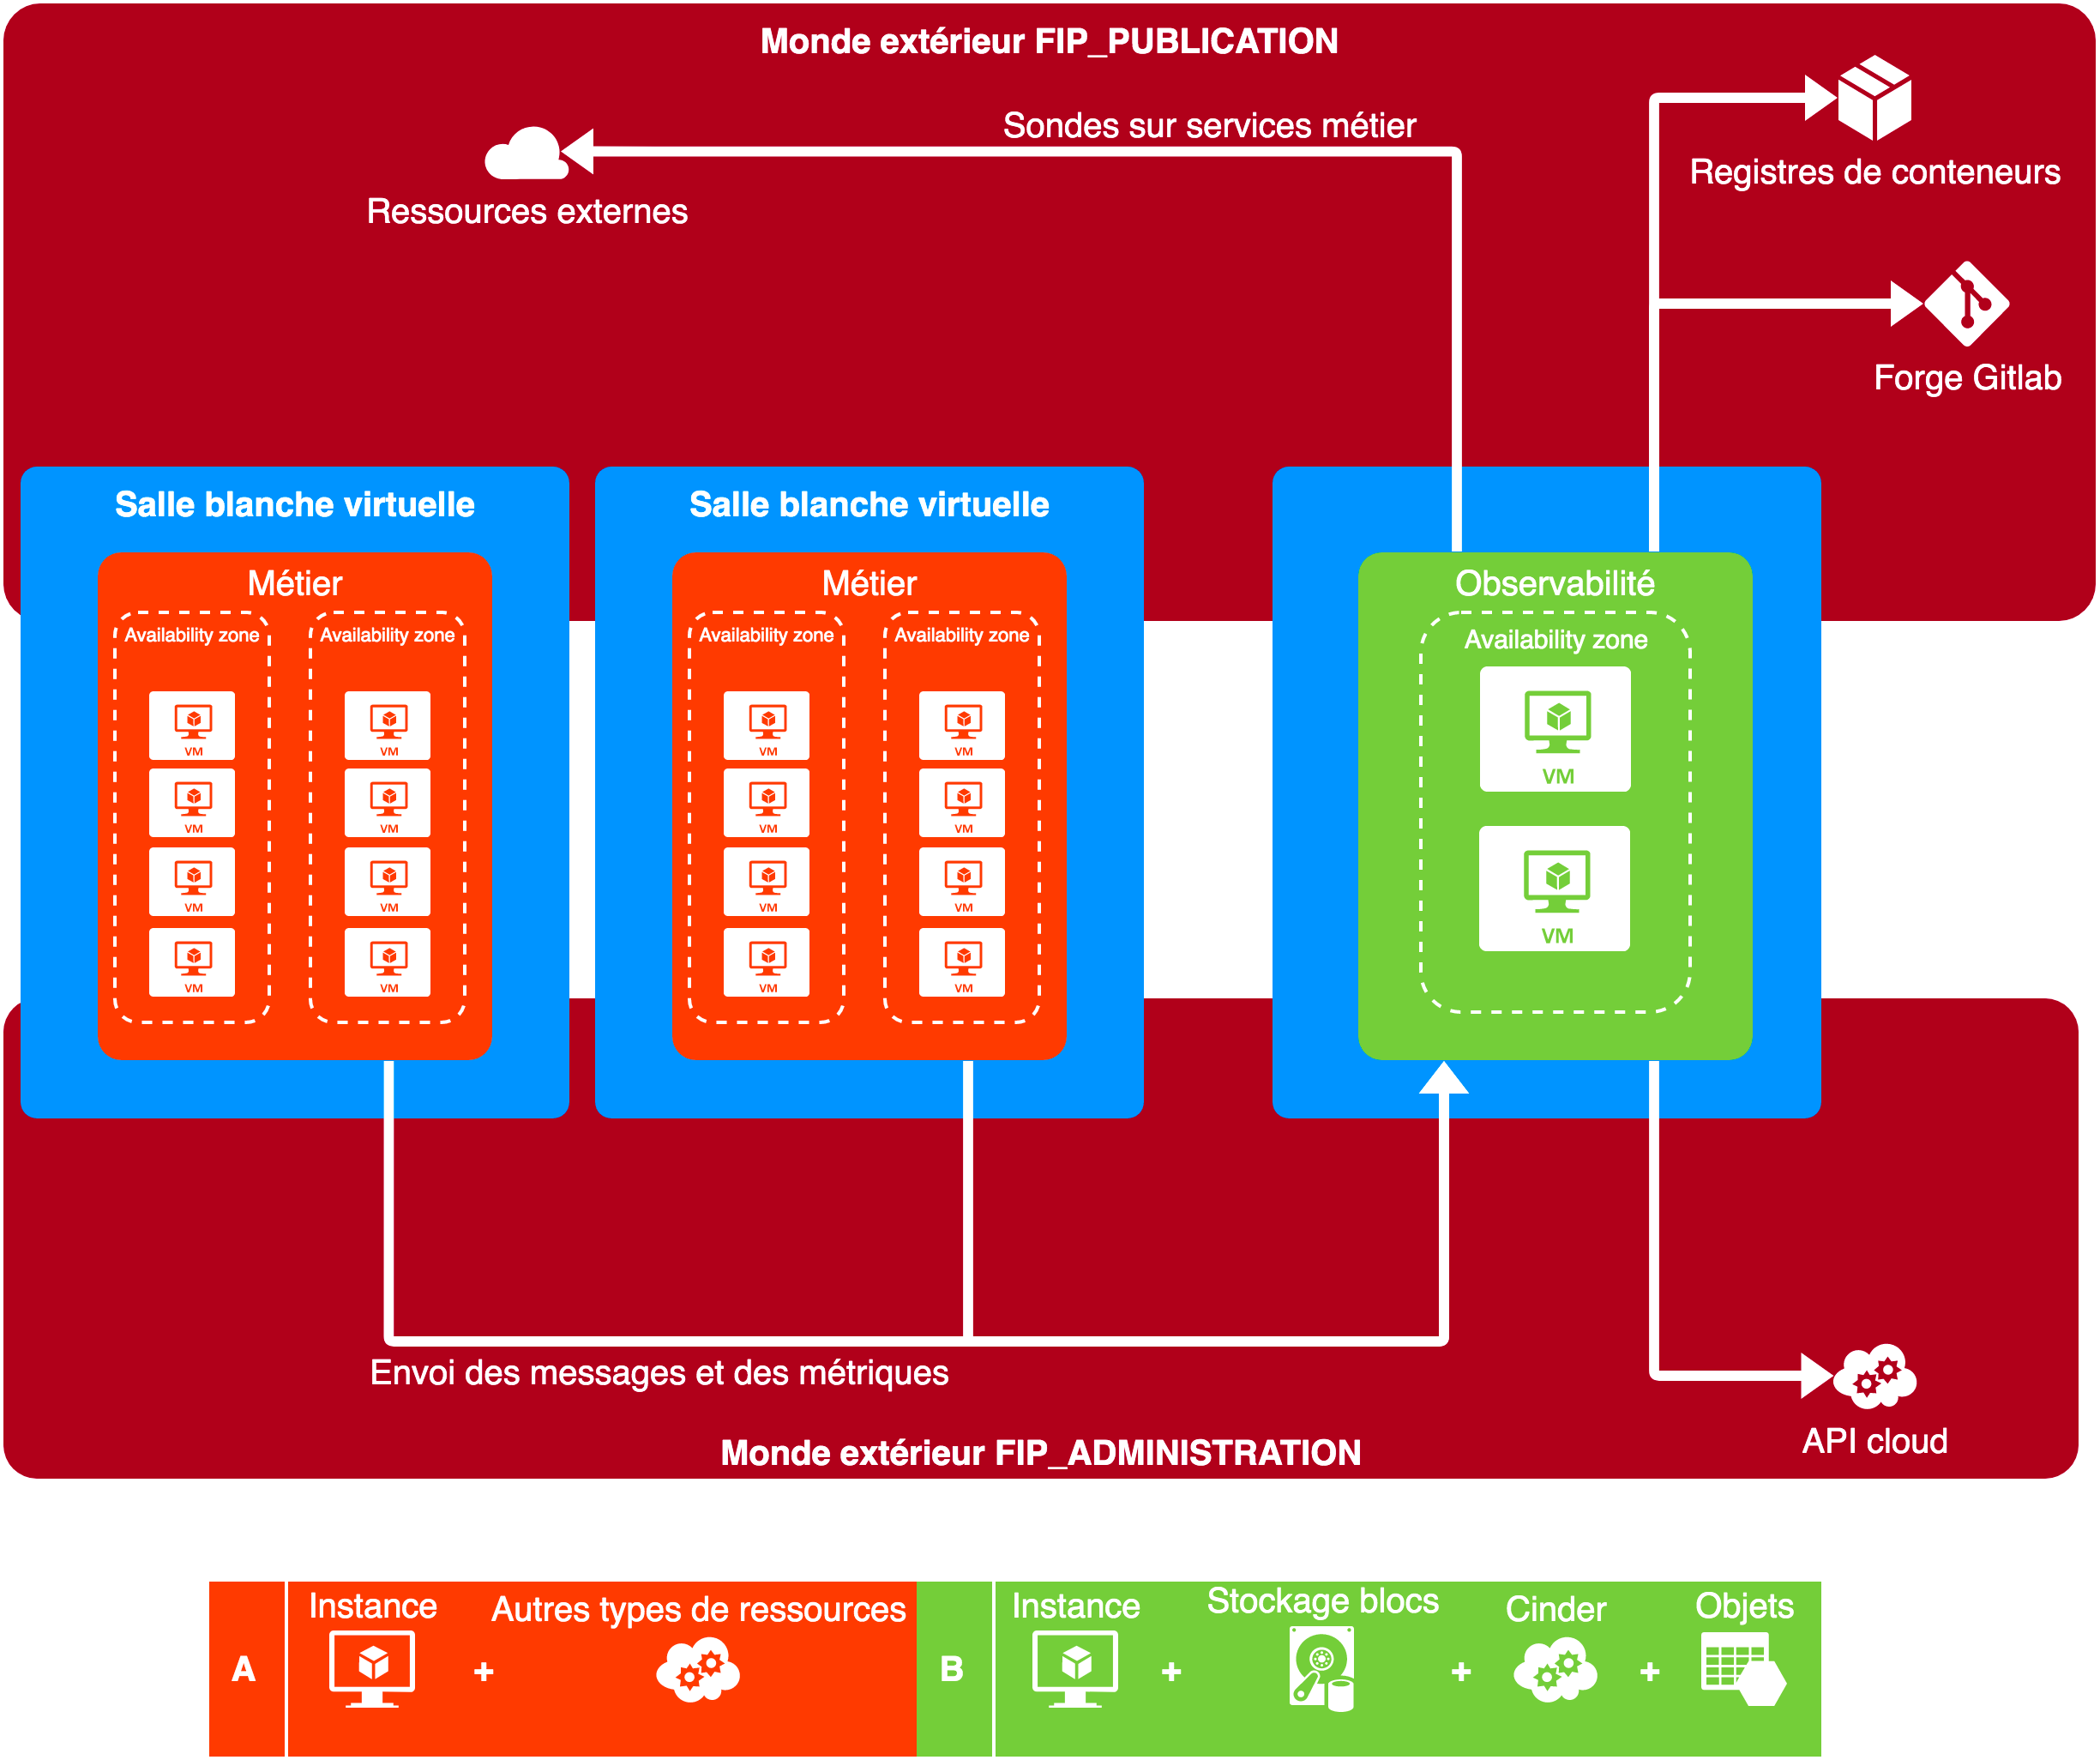 Monde extérieur FIP_PUBLICATION
Sondes sur services métier
Ressources externes
Registres de conteneurs
Forge Gitlab
Salle blanche virtuelle
Métier
Availability zone
Availability zone
VM
VM
VM
VM
VM
VM
VM
VM
Salle blanche virtuelle
Métier
Availability zone
Availability zone
VM
VM
VM
VM
VM
VM
VM
VM
Observabilité
Availability zone
VM
VM
Envoi des messages et des métriques
API cloud
Monde extérieur FIP_ADMINISTRATION
A
Instance
+
Autres types de ressources
B
Instance
+
Stockage blocs
+
Cinder
+
Objets